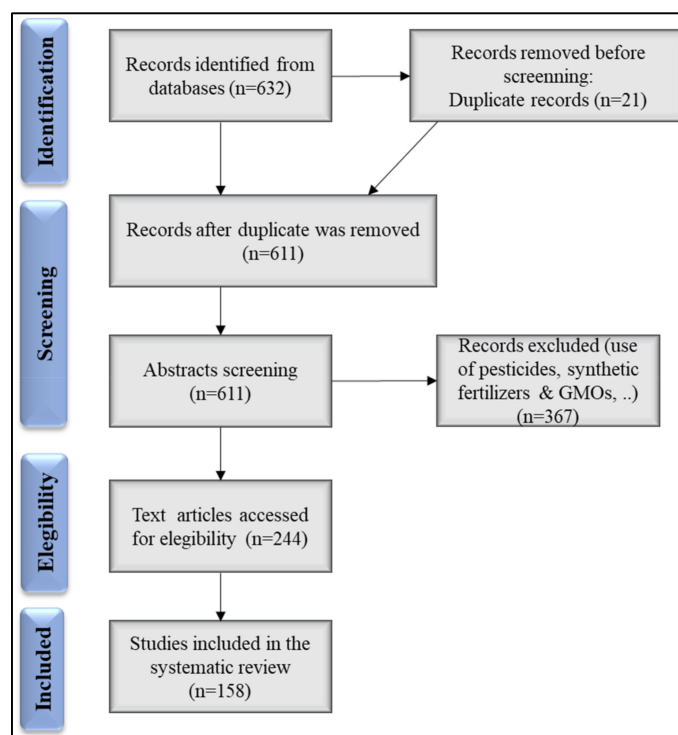 Identification
Records identified from
databases (n=632)
Records removed before
screenning:
Duplicate records (n=21)
Screening
Records after duplicate was removed
(n=611)
Abstracts screening
(n=611)
Records excluded (use
of pesticides, synthetic
fertilizers & GMOs, ..)
(n=367)
Elegibility
Text articles accessed
for elegibility (n=244)
Included
Studies included in the
systematic review
(n=158)